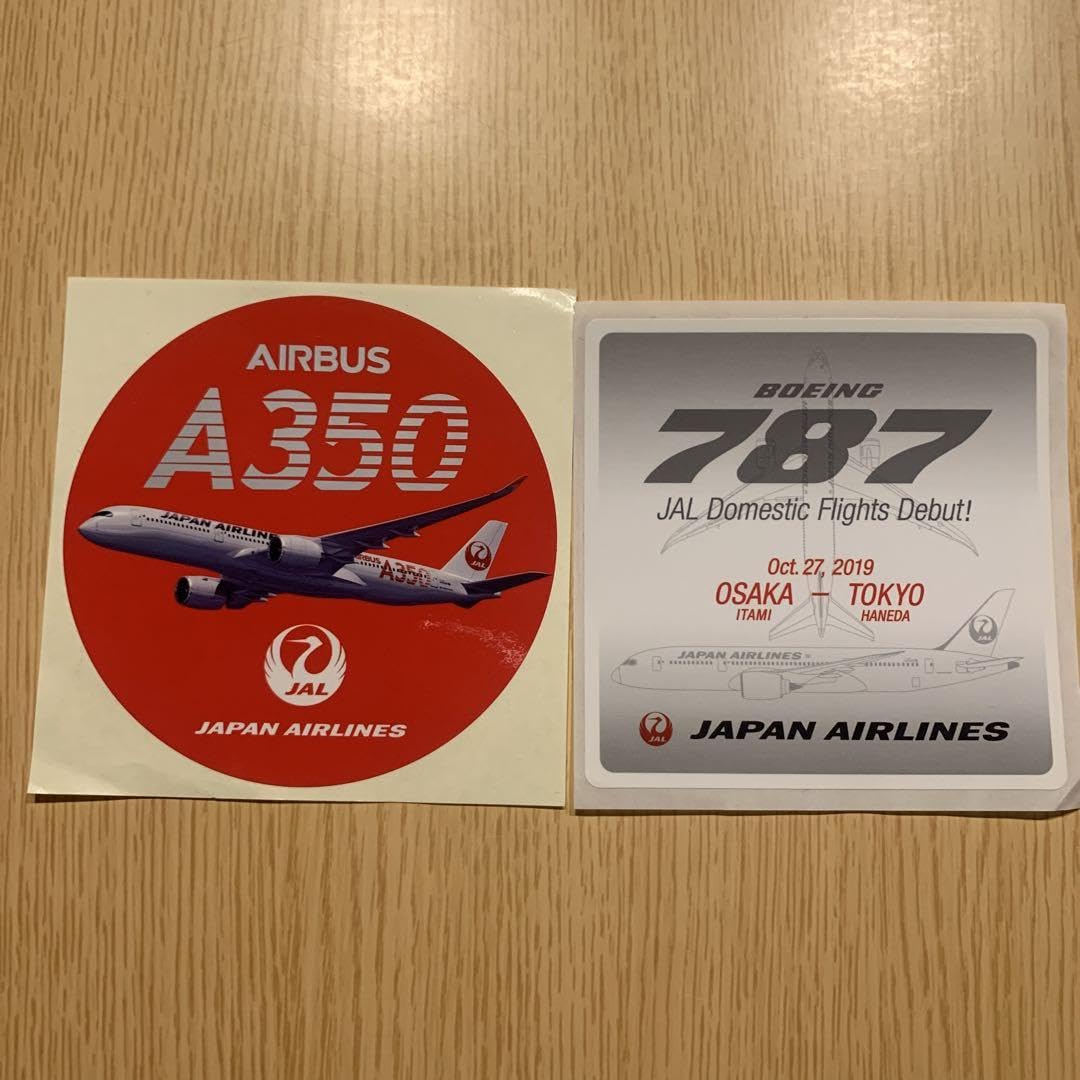 AIRBUS
A350
JAPAN AIRLINES
AIRBUS
A350
JAL
JAL
JAPAN AIRLINES
BOEING
787
JAL Domestic Flights Debut!
Oct. 27, 2019
OSAKA – TOKYO
ITAMI HANEDA
JAL
JAPAN AIRLINES
JAL
JAPAN AIRLINES